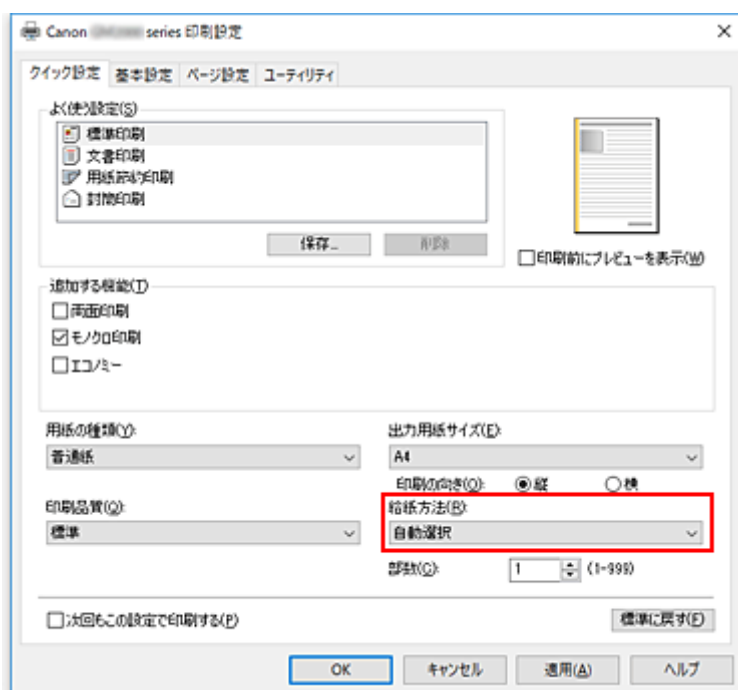 Canon series 印刷設定
クイック設定 基本設定 ページ設定 ユーティリティ
よく使う設定(S)
標準印刷
文書印刷
用紙節約印刷
封筒印刷
保存... 削除
印刷前にプレビューを表示(W)
追加する機能(T)
両面印刷
モノクロ印刷
エコノミー
用紙の種類(Y):
普通紙
出力用紙サイズ(E):
A4
印刷の向き(O): 縦 横
印刷品質(Q):
標準
給紙方法(R):
自動選択
部数(C): 1 (1-999)
次回もこの設定で印刷する(P)
標準に戻す(F)
OK キャンセル 適用(A) ヘルプ